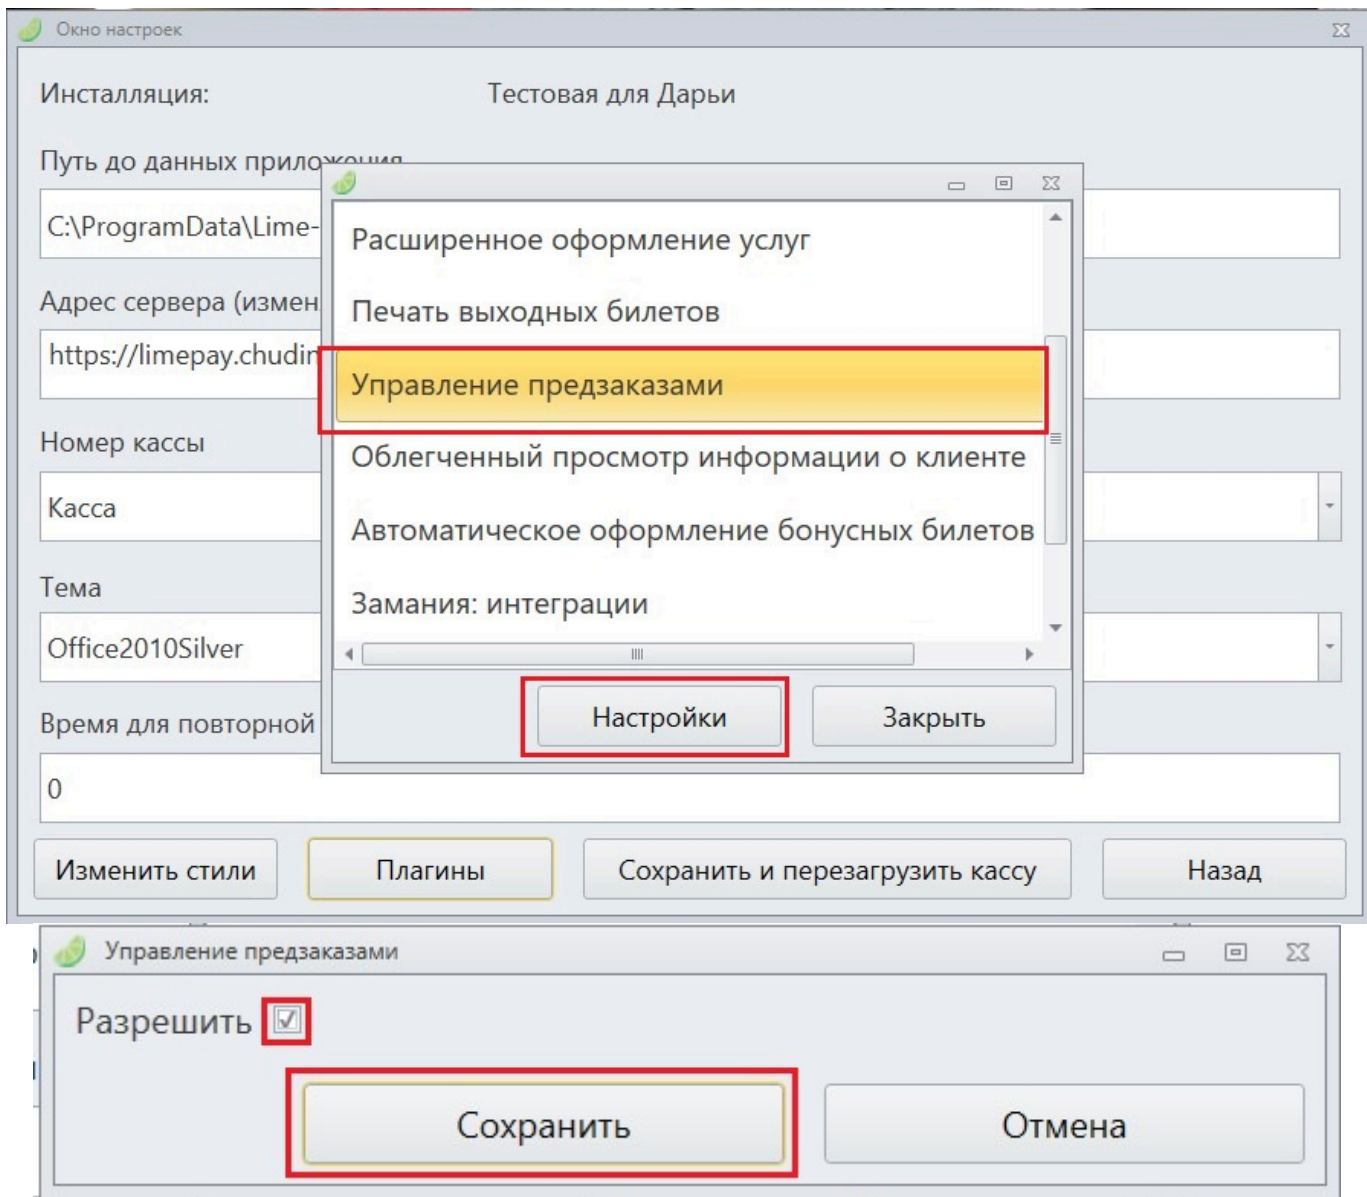 Окно настроек
Инсталляция: Тестовая для Дарьи
Путь до данных приложения
C:\ProgramData\Lime-
Расширенное оформление услуг
Адрес сервера (измен
Печать выходных билетов
https://limepay.chudin
Управление предзаказами
Номер кассы
Облегченный просмотр информации о клиенте
Касса
Автоматическое оформление бонусных билетов
Тема
Замания: интеграции
Office2010Silver
Настройки Закрыть
Время для повторной
0
Изменить стили Плагины Сохранить и перезагрузить кассу Назад
Управление предзаказами
Разрешить
Сохранить Отмена